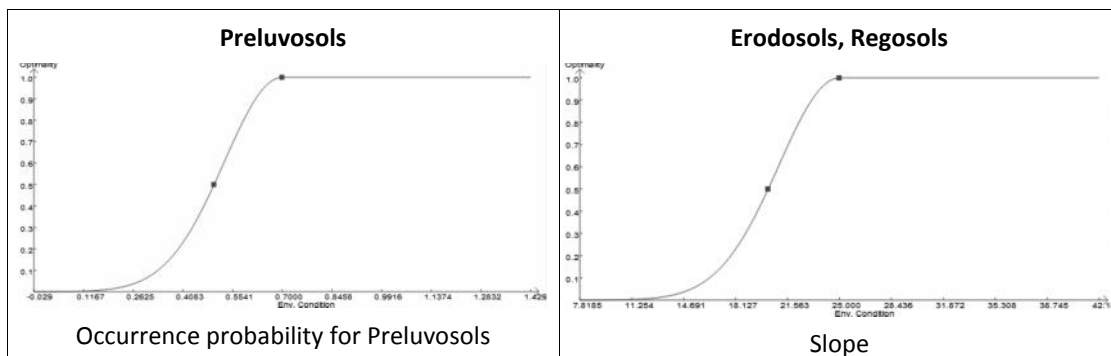 Preluvosols
Optimality
1.0
0.9
0.8
0.7
0.6
0.5
0.4
0.3
0.2
0.1
-0.029 0.1167 0.2625 0.4083 0.5541 0.7000 0.8458 0.9916 1.1374 1.2832 1.429
Env. Condition
Occurrence probability for Preluvosols
Erodosols, Regosols
Optimality
1.0
0.9
0.8
0.7
0.6
0.5
0.4
0.3
0.2
0.1
7.8185 11.254 14.691 18.127 21.563 25.000 28.436 31.872 35.308 38.745 42.1
Env. Condition
Slope